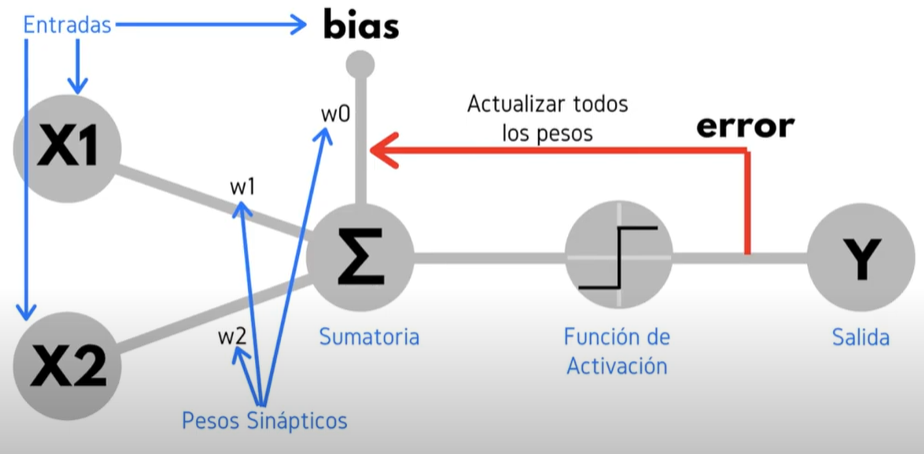 Entradas
bias
w0
Actualizar todos
los pesos
error
X1
w1
Σ
Y
w2
Sumatoria
Función de
Activación
Salida
X2
Pesos Sinápticos